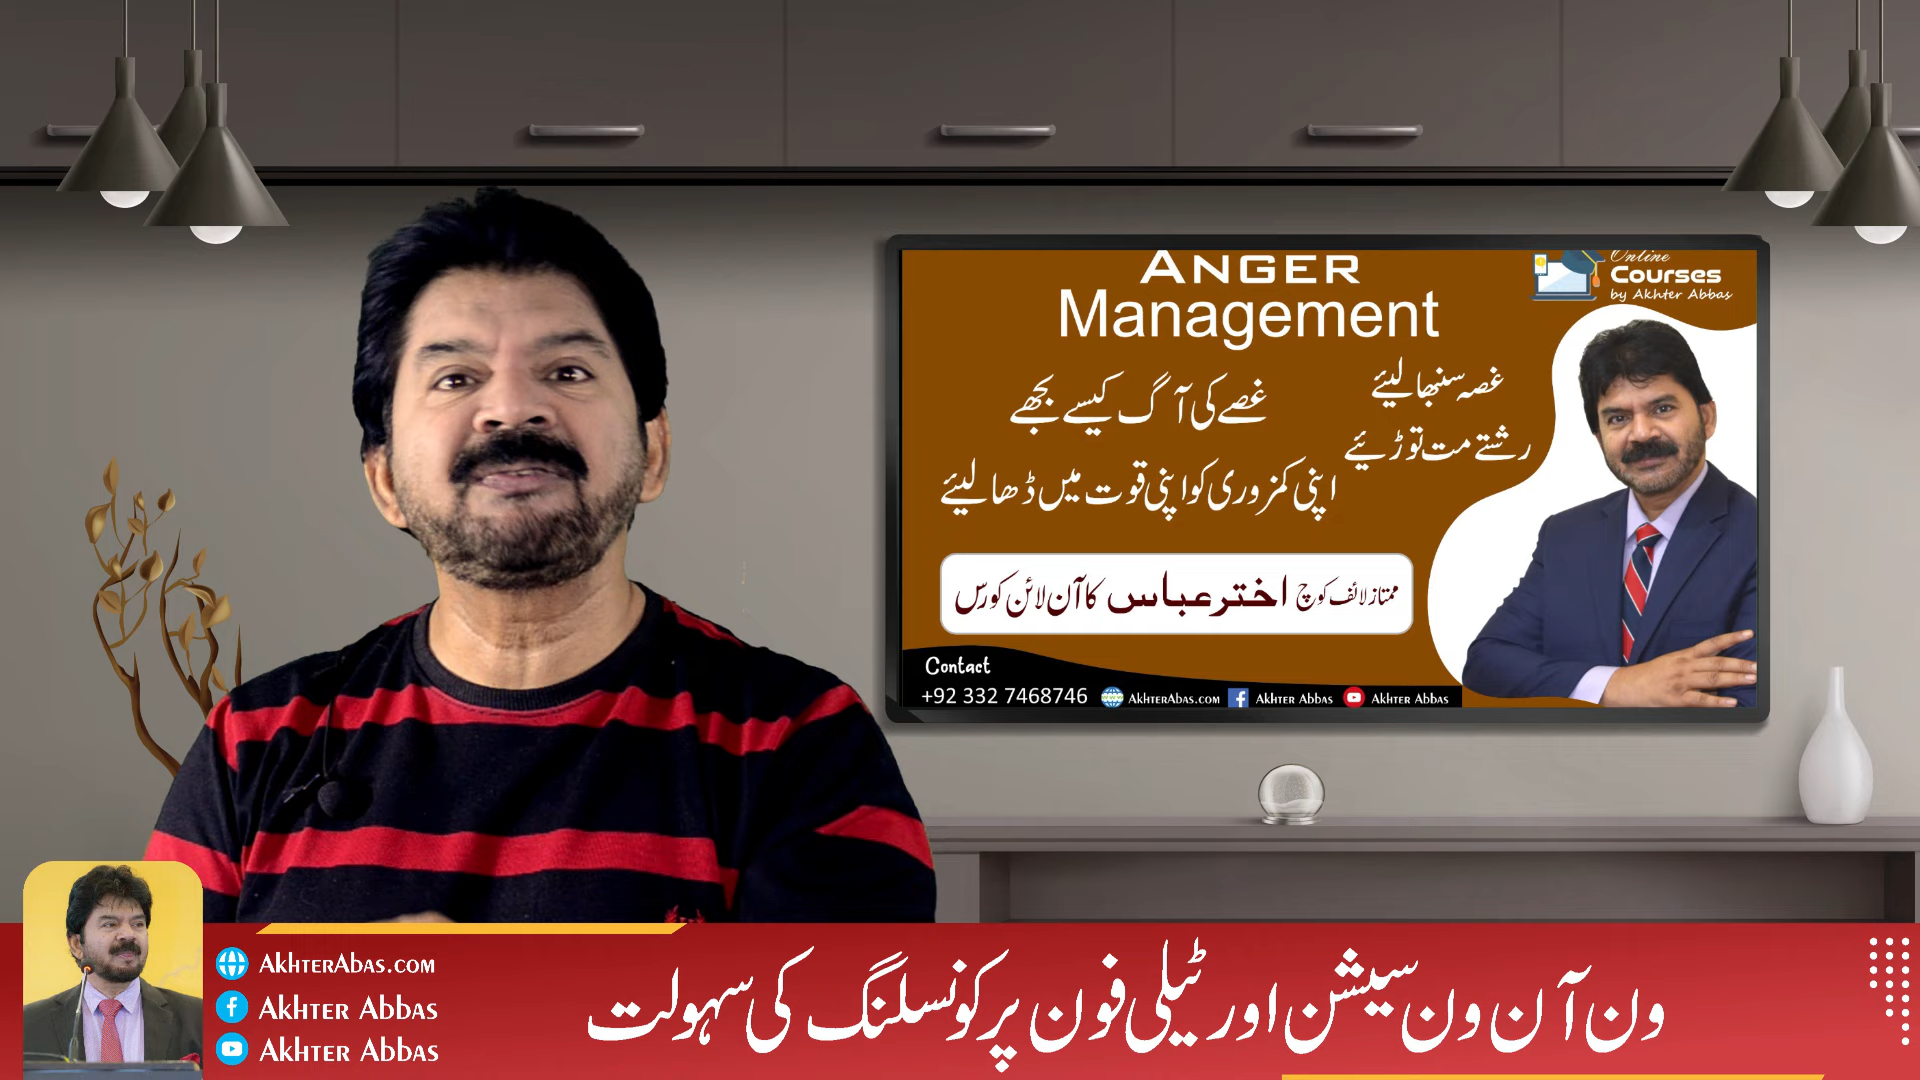 ANGER
Management
Online
Courses
by Akhter Abbas
غصہ سنبھالیئے
رشتے مت توڑیئے
غصے کی آگ کیسے بجھے
اپنی کمزوری کو اپنی قوت میں ڈھالیئے
ممتاز لائف کوچ اختر عباس کا آن لائن کورس
Contact
+92 332 7468746 AkhterAbas.com Akhter Abbas Akhter Abbas
AkhterAbas.com
Akhter Abbas
Akhter Abbas
ون آن ون سیشن اور ٹیلی فون پر کونسلنگ کی سہولت